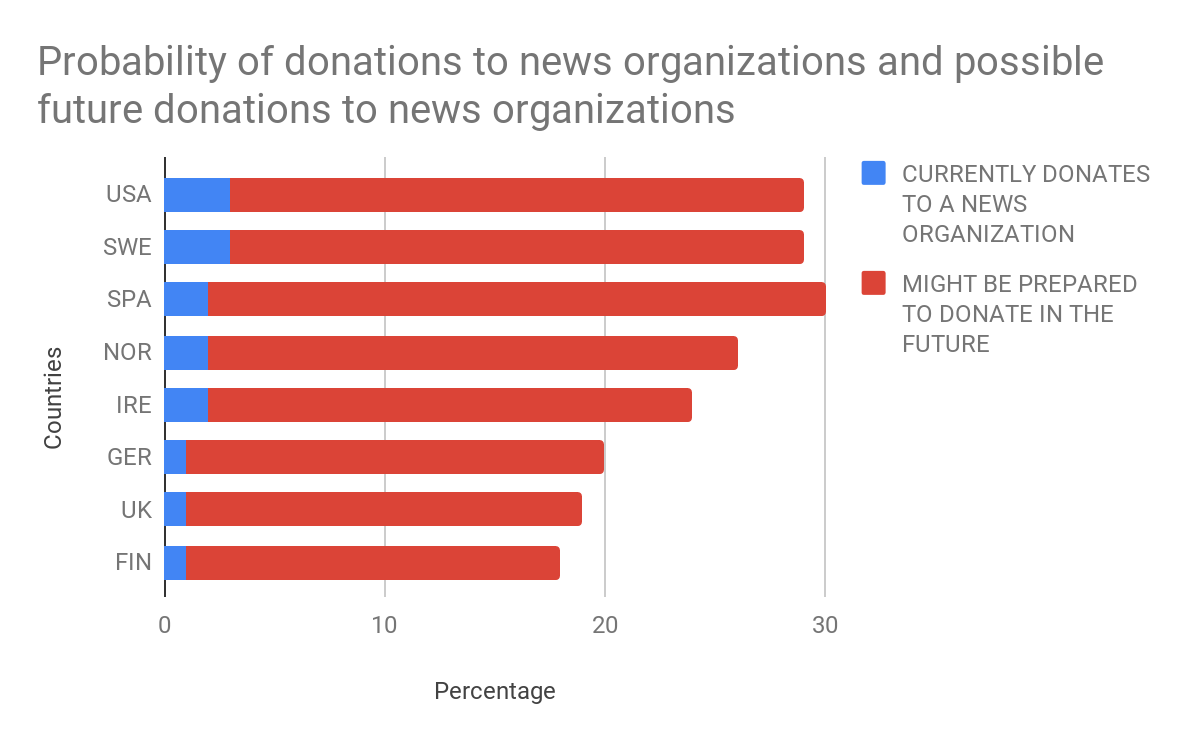 Probability of donations to news organizations and possible
future donations to news organizations
CURRENTLY DONATES
TO A NEWS
ORGANIZATION
MIGHT BE PREPARED
TO DONATE IN THE
FUTURE
Countries
USA
SWE
SPA
NOR
IRE
GER
UK
FIN
0 10 20 30
Percentage